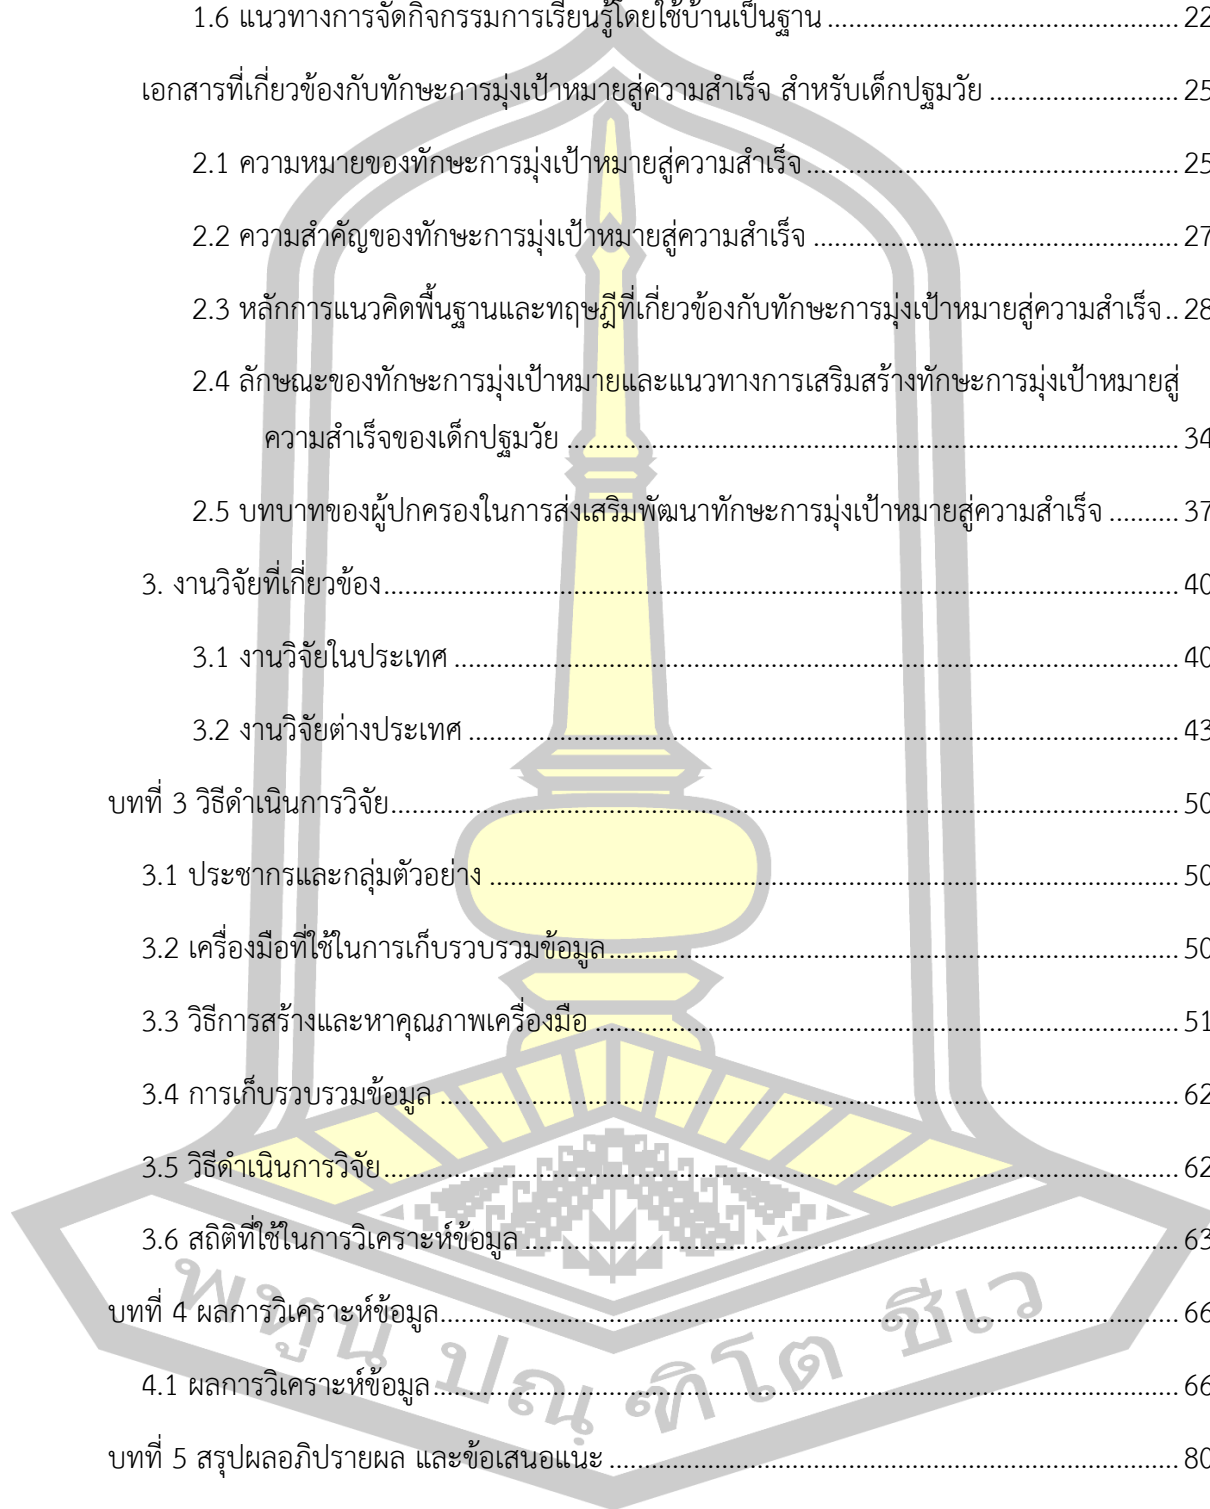 1.6 แนวทางการจัดกิจกรรมการเรียนรู้โดยใช้บ้านเป็นฐาน ........................................ 22
เอกสารที่เกี่ยวข้องกับทักษะการมุ่งเป้าหมายสู่ความสำเร็จ สำหรับเด็กปฐมวัย ...................... 25
2.1 ความหมายของทักษะการมุ่งเป้าหมายสู่ความสำเร็จ ........................................... 25
2.2 ความสำคัญของทักษะการมุ่งเป้าหมายสู่ความสำเร็จ .......................................... 27
2.3 หลักการแนวคิดพื้นฐานและทฤษฎีที่เกี่ยวข้องกับทักษะการมุ่งเป้าหมายสู่ความสำเร็จ .. 28
2.4 ลักษณะของทักษะการมุ่งเป้าหมายและแนวทางการเสริมสร้างทักษะการมุ่งเป้าหมายสู่
ความสำเร็จของเด็กปฐมวัย ...................................................................... 34
2.5 บทบาทของผู้ปกครองในการส่งเสริมพัฒนาทักษะการมุ่งเป้าหมายสู่ความสำเร็จ .......... 37
3. งานวิจัยที่เกี่ยวข้อง ........................................................................................... 40
3.1 งานวิจัยในประเทศ ................................................................................... 40
3.2 งานวิจัยต่างประเทศ ................................................................................. 43
บทที่ 3 วิธีดำเนินการวิจัย ........................................................................................... 50
3.1 ประชากรและกลุ่มตัวอย่าง ............................................................................... 50
3.2 เครื่องมือที่ใช้ในการเก็บรวบรวมข้อมูล ................................................................. 50
3.3 วิธีการสร้างและหาคุณภาพเครื่องมือ ................................................................... 51
3.4 การเก็บรวบรวมข้อมูล ..................................................................................... 62
3.5 วิธีดำเนินการวิจัย ........................................................................................... 62
3.6 สถิติที่ใช้ในการวิเคราะห์ข้อมูล ........................................................................... 63
บทที่ 4 ผลการวิเคราะห์ข้อมูล ..................................................................................... 66
4.1 ผลการวิเคราะห์ข้อมูล ..................................................................................... 66
บทที่ 5 สรุปผลอภิปรายผล และข้อเสนอแนะ ................................................................. 80
พหูนํ ปณฺฑิโต ชีเว